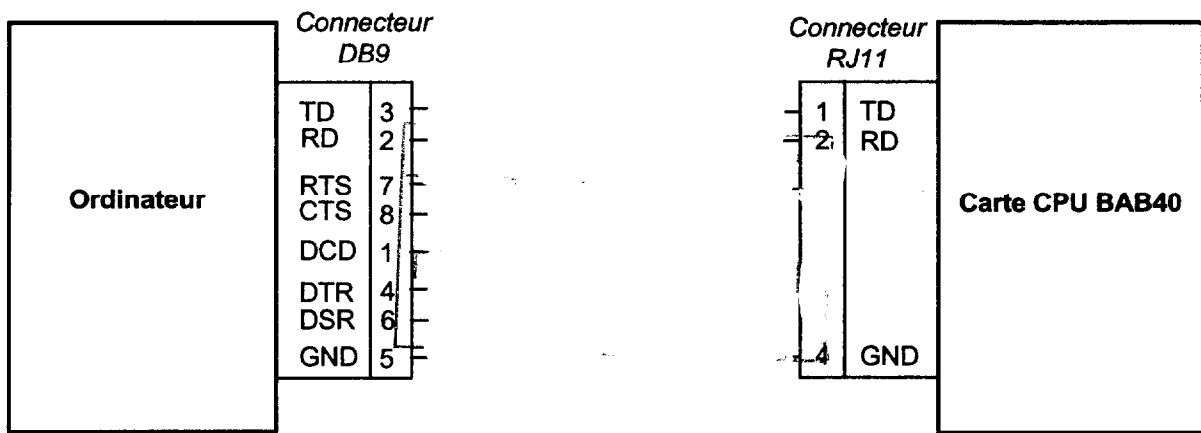 Connecteur
DB9
Connecteur
RJ11
Ordinateur
TD 3
RD 2
RTS 7
CTS 8
DCD 1
DTR 4
DSR 6
GND 5
1 TD
2 RD
4 GND
Carte CPU BAB40